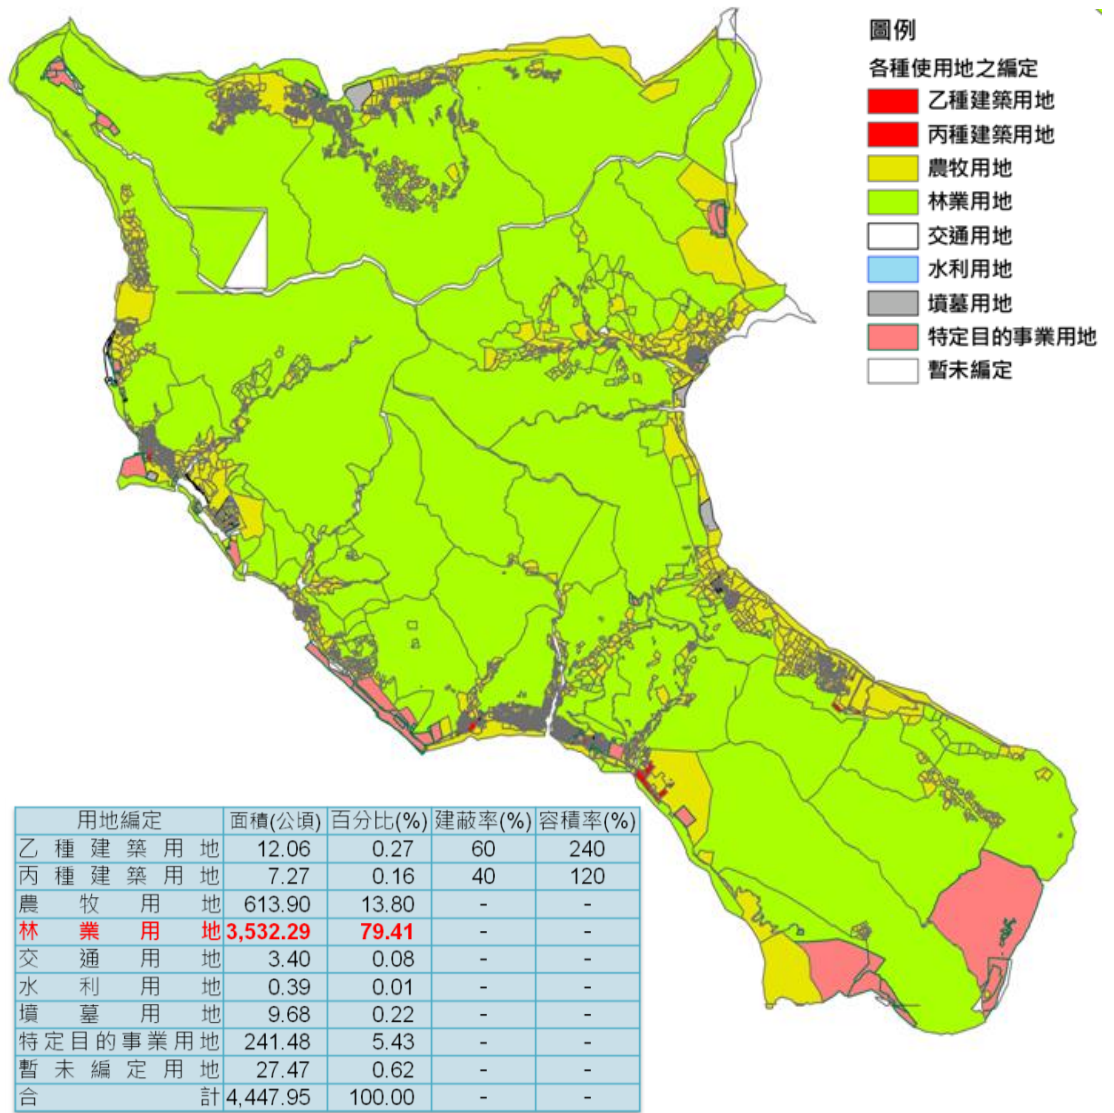 圖例
各種使用地之編定
乙種建築用地
丙種建築用地
農牧用地
林業用地
交通用地
水利用地
墳墓用地
特定目的事業用地
暫未編定
用地編定 面積(公頃) 百分比(%) 建蔽率(%) 容積率(%)
乙種建築用地 12.06 0.27 60 240
丙種建築用地 7.27 0.16 40 120
農牧用地 613.90 13.80 - -
林業用地 3,532.29 79.41 - -
交通用地 3.40 0.08 - -
水利用地 0.39 0.01 - -
墳墓用地 9.68 0.22 - -
特定目的事業用地 241.48 5.43 - -
暫未編定用地 27.47 0.62 - -
合計 4,447.95 100.00 - -